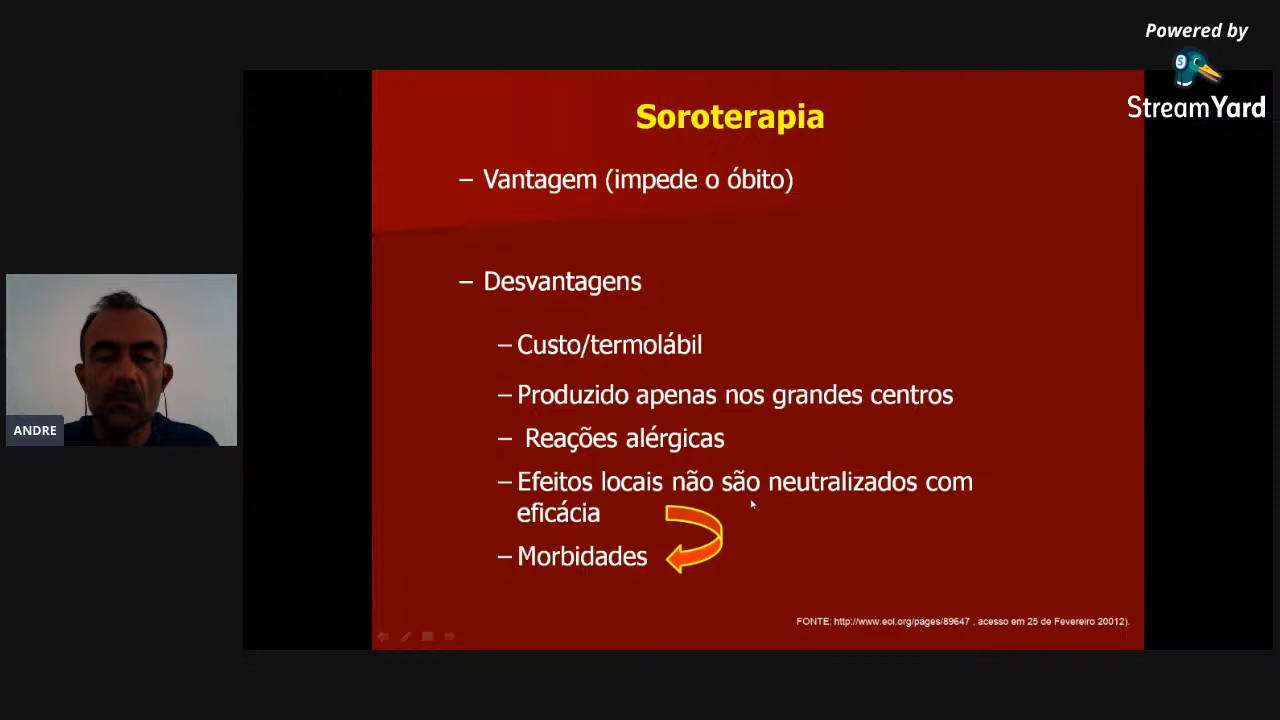 Powered by
StreamYard
Soroterapia
– Vantagem (impede o óbito)
– Desvantagens
– Custo/termolábil
– Produzido apenas nos grandes centros
– Reações alérgicas
– Efeitos locais não são neutralizados com
eficácia
– Morbidades
ANDRE
FONTE: http://www.eol.org/pages/89647 , acesso em 25 de Fevereiro 20012).